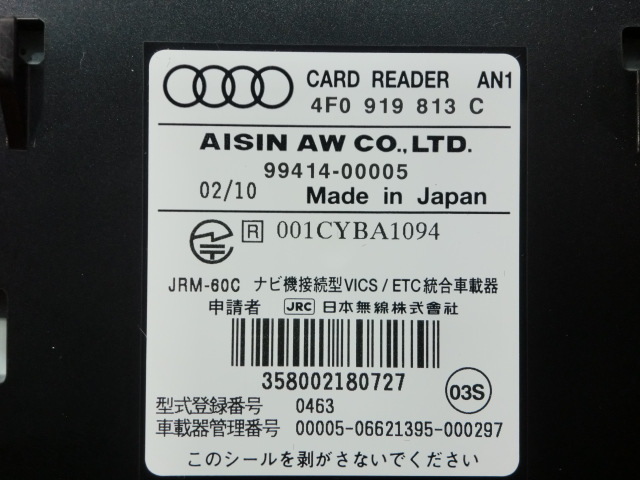 CARD READER AN1
4F0 919 813 C
AISIN AW CO.,LTD.
99414-00005
02/10 Made in Japan
R 001CYBA1094
JRM-60C ナビ機接続型VICS/ETC統合車載器
申請者 JRC 日本無線株式會社
358002180727
03S
型式登録番号 0463
車載器管理番号 00005-06621395-000297
このシールを剥がさないでください